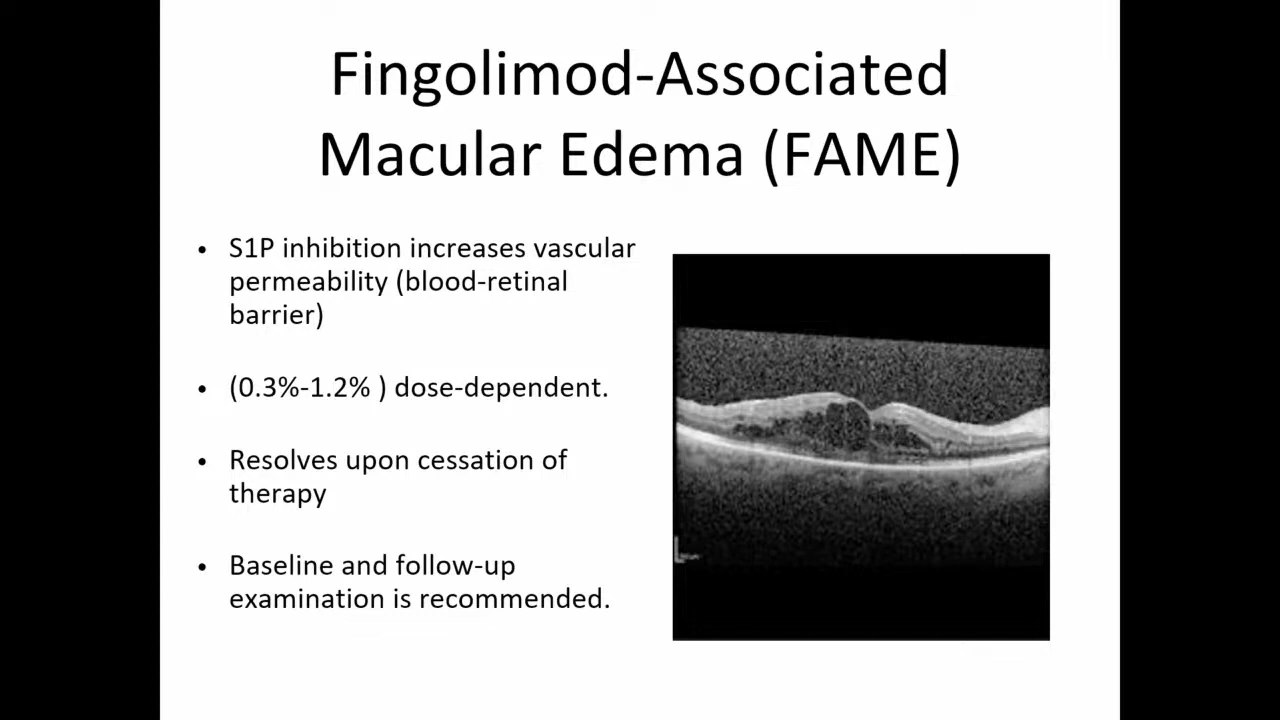 Fingolimod-Associated
Macular Edema (FAME)
• S1P inhibition increases vascular
permeability (blood-retinal
barrier)
• (0.3%-1.2% ) dose-dependent.
• Resolves upon cessation of
therapy
• Baseline and follow-up
examination is recommended.